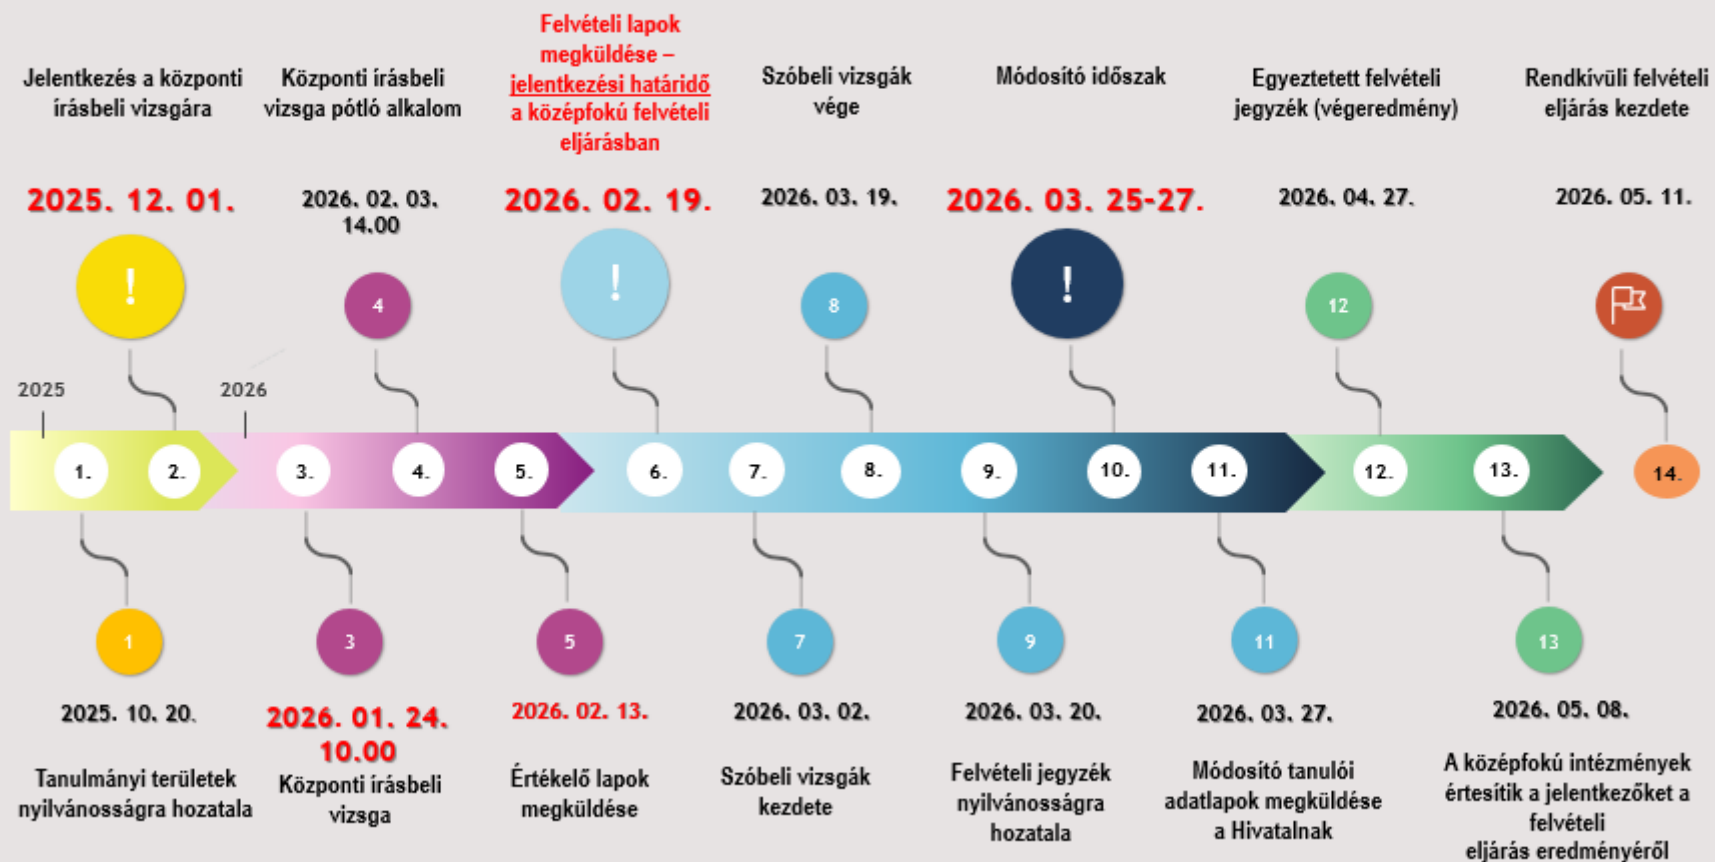 Jelentkezés a központi
írásbeli vizsgára
2025. 12. 01.
!
Központi írásbeli
vizsga pótló alkalom
2026. 02. 03.
14.00
4
Felvételi lapok
megküldése –
jelentkezési határidő
a középfokú felvételi
eljárásban
2026. 02. 19.
!
Szóbeli vizsgák
vége
2026. 03. 19.
8
Módosító időszak
2026. 03. 25-27.
!
Egyeztetett felvételi
jegyzék (végeredmény)
2026. 04. 27.
12
Rendkívüli felvételi
eljárás kezdete
2026. 05. 11.
2025
2026
1.
2.
3.
4.
5.
6.
7.
8.
9.
10.
11.
12.
13.
14.
1
2025. 10. 20.
Tanulmányi területek
nyilvánosságra hozatala
3
2026. 01. 24.
10.00
Központi írásbeli
vizsga
5
2026. 02. 13.
Értékelő lapok
megküldése
7
2026. 03. 02.
Szóbeli vizsgák
kezdete
9
2026. 03. 20.
Felvételi jegyzék
nyilvánosságra
hozatala
11
2026. 03. 27.
Módosító tanulói
adatlapok megküldése
a Hivatalnak
13
2026. 05. 08.
A középfokú intézmények
értesítik a jelentkezőket a
felvételi
eljárás eredményéről